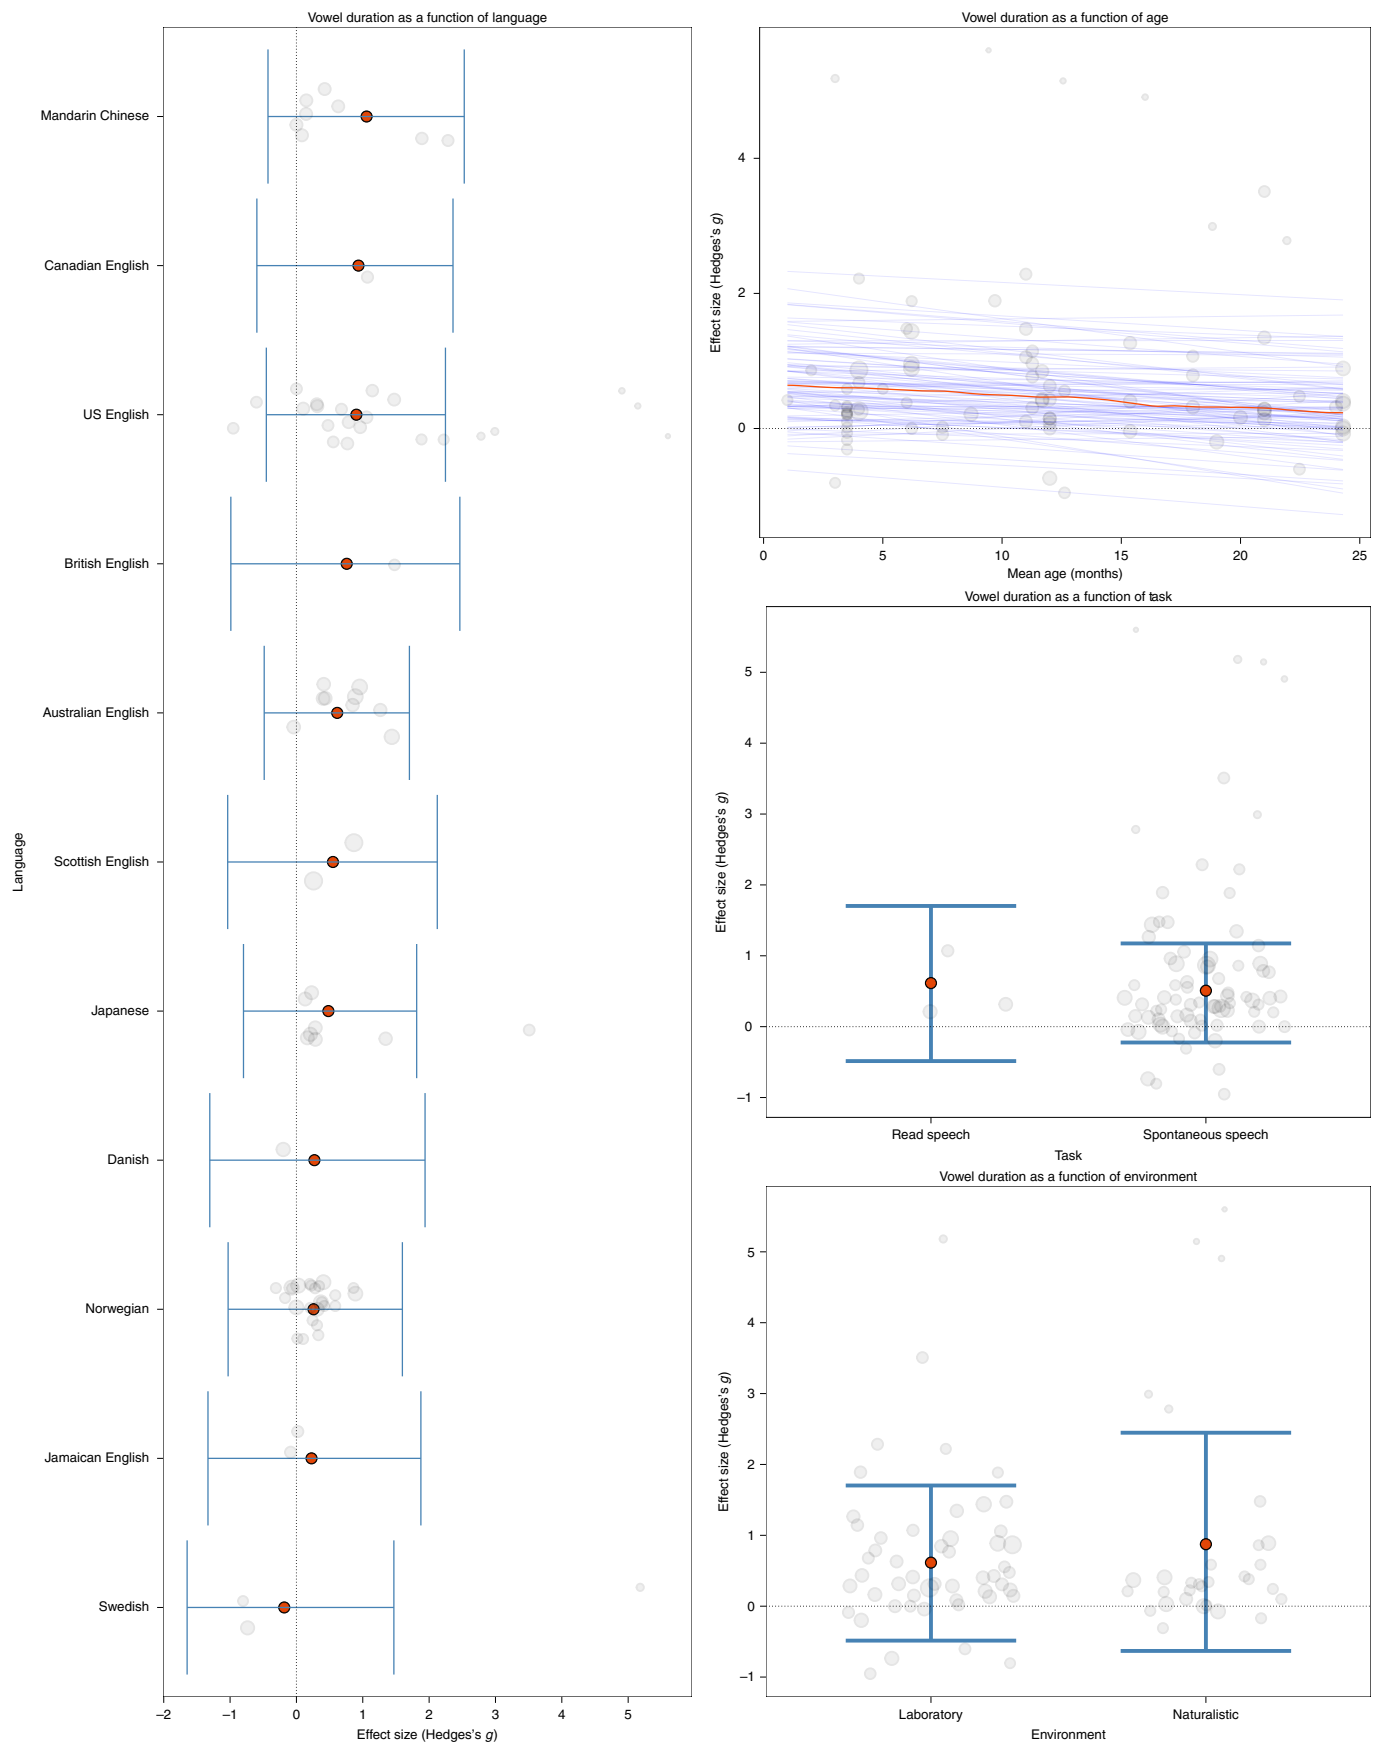 Vowel duration as a function of language
Mandarin Chinese
Canadian English
US English
British English
Australian English
Scottish English
Japanese
Danish
Norwegian
Jamaican English
Swedish
Language
–2 –1 0 1 2 3 4 5
Effect size (Hedges's g)
Vowel duration as a function of age
4
2
0
Effect size (Hedges's g)
0 5 10 15 20 25
Mean age (months)
Vowel duration as a function of task
5
4
3
2
1
0
–1
Effect size (Hedges's g)
Read speech Spontaneous speech
Task
Vowel duration as a function of environment
5
4
3
2
1
0
–1
Effect size (Hedges's g)
Laboratory Naturalistic
Environment